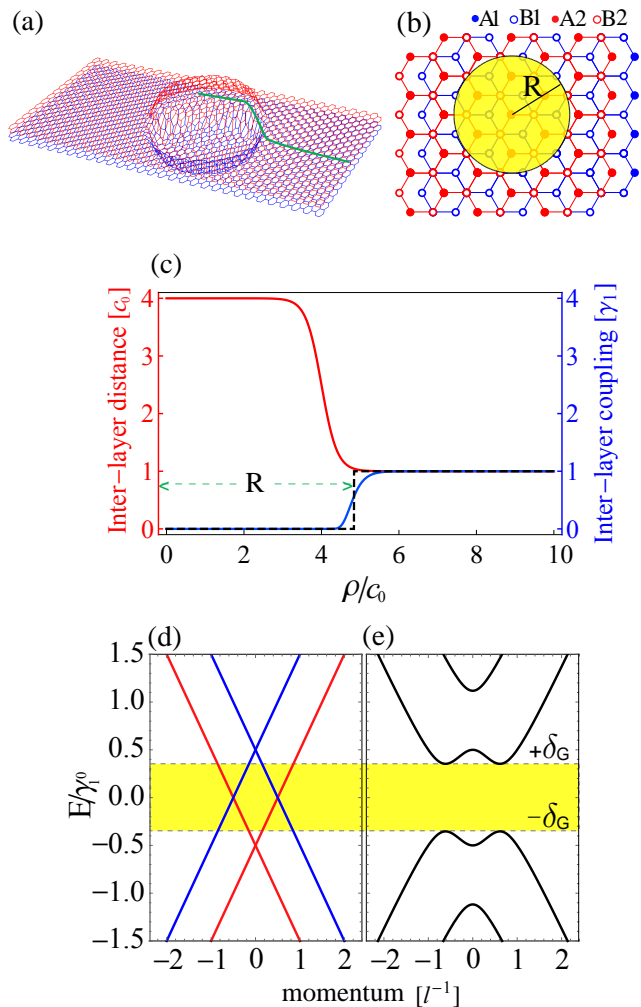 (a)
(b) A1 B1 A2 B2
R
(c)
Inter-layer distance [c₀]
4
3
2
1
0
R
4
3
2
1
0
Inter-layer coupling [γ₁]
0 2 4 6 8 10
ρ/c₀
(d) (e)
E/γ₁⁰
1.5
1.0
0.5
0.0
-0.5
-1.0
-1.5
+δG
-δG
-2 -1 0 1 2 -2 -1 0 1 2
momentum [l⁻¹]